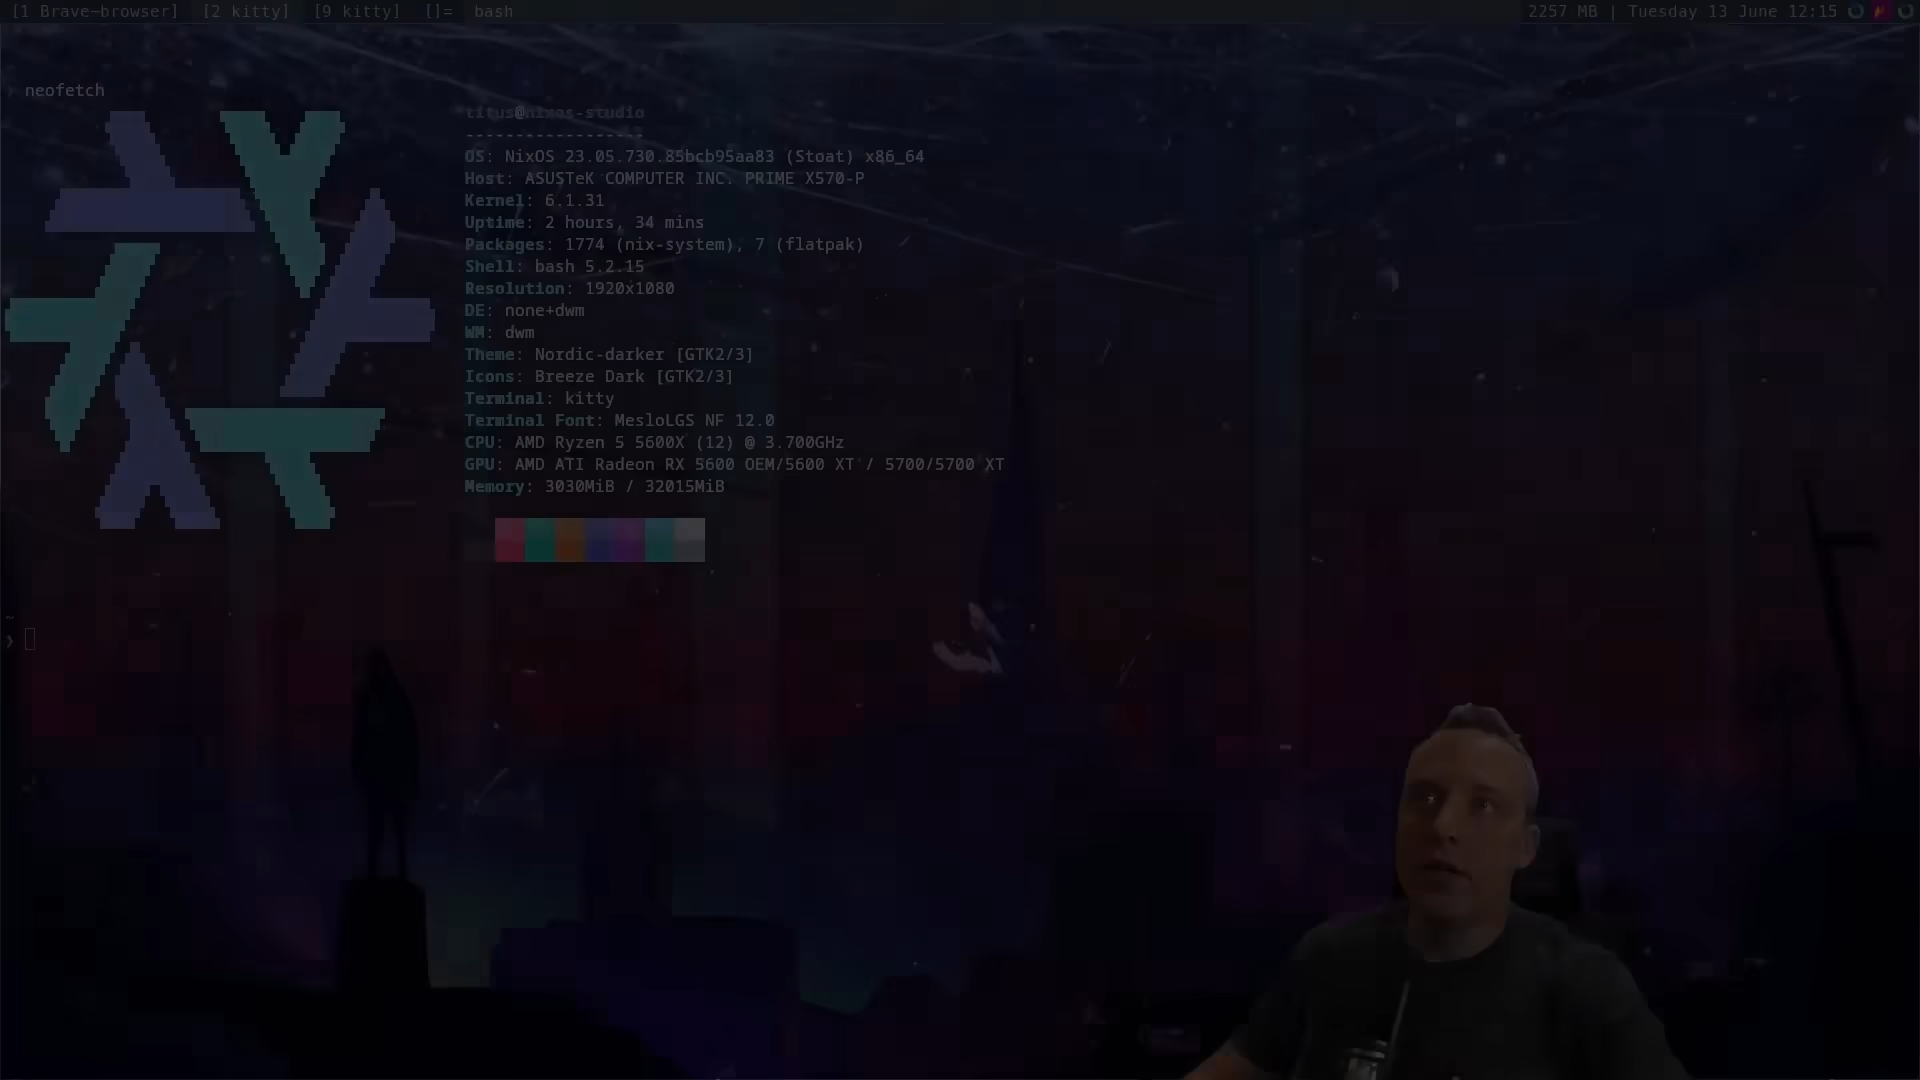 [1 Brave-browser] [2 kitty] [9 kitty] []= bash 2257 MB | Tuesday 13 June 12:15
neofetch
titus@nixos-studio
------------------
OS: NixOS 23.05.730.85bcb95aa83 (Stoat) x86_64
Host: ASUSTeK COMPUTER INC. PRIME X570-P
Kernel: 6.1.31
Uptime: 2 hours, 34 mins
Packages: 1774 (nix-system), 7 (flatpak)
Shell: bash 5.2.15
Resolution: 1920x1080
DE: none+dwm
WM: dwm
Theme: Nordic-darker [GTK2/3]
Icons: Breeze Dark [GTK2/3]
Terminal: kitty
Terminal Font: MesloLGS NF 12.0
CPU: AMD Ryzen 5 5600X (12) @ 3.700GHz
GPU: AMD ATI Radeon RX 5600 OEM/5600 XT / 5700/5700 XT
Memory: 3030MiB / 32015MiB
~
❯